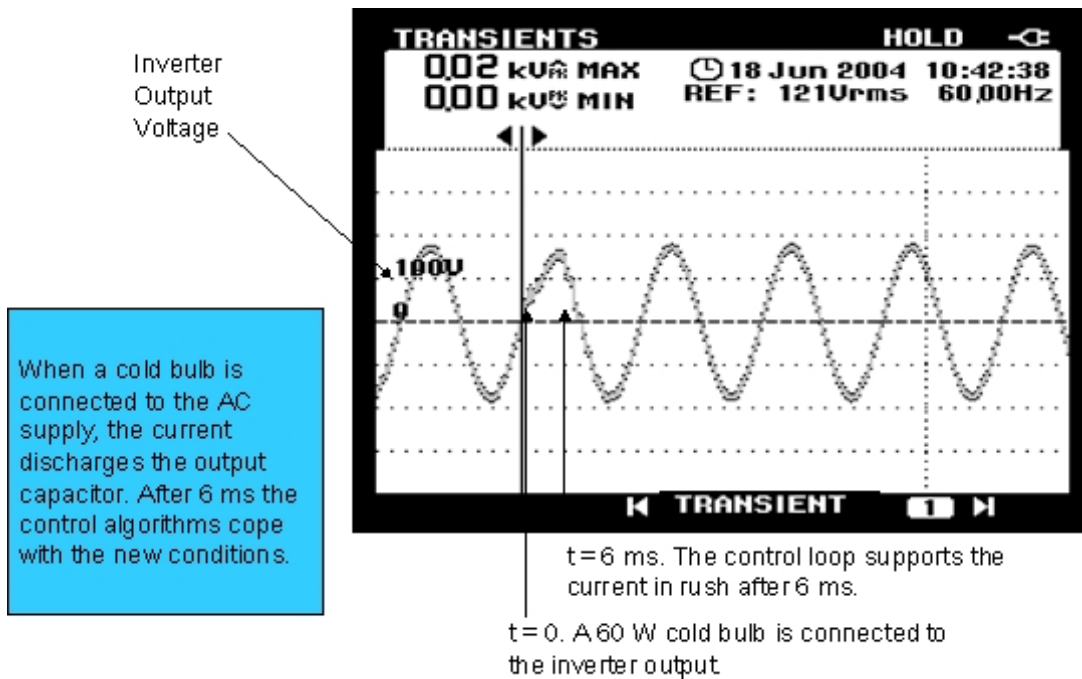 Inverter
Output
Voltage
TRANSIENTS HOLD
0.02 kV PK MAX 18 Jun 2004 10:42:38
0.00 kV PK MIN REF: 121Vrms 60,00Hz
100V
0
TRANSIENT 1
When a cold bulb is
connected to the AC
supply, the current
discharges the output
capacitor. After 6 ms the
control algorithms cope
with the new conditions.
t=6 ms. The control loop supports the
current in rush after 6 ms.
t=0. A 60 W cold bulb is connected to
the inverter output.